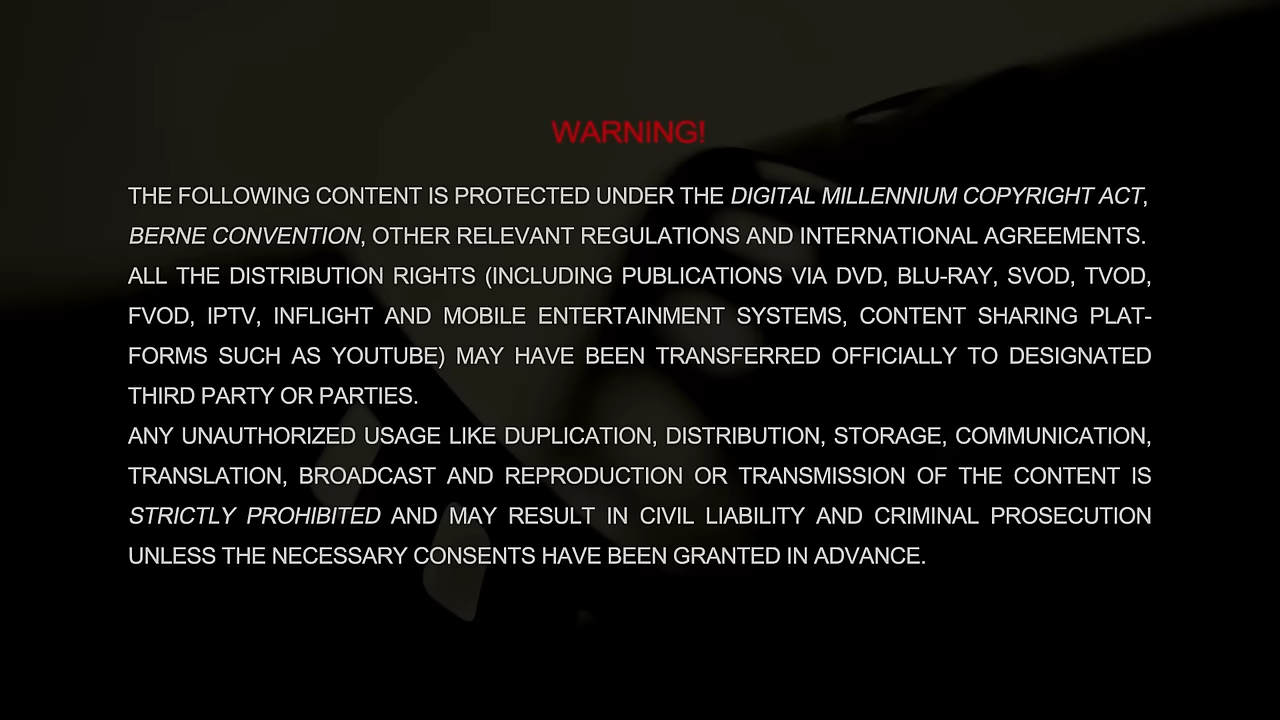 WARNING!
THE FOLLOWING CONTENT IS PROTECTED UNDER THE DIGITAL MILLENNIUM COPYRIGHT ACT,
BERNE CONVENTION, OTHER RELEVANT REGULATIONS AND INTERNATIONAL AGREEMENTS.
ALL THE DISTRIBUTION RIGHTS (INCLUDING PUBLICATIONS VIA DVD, BLU-RAY, SVOD, TVOD,
FVOD, IPTV, INFLIGHT AND MOBILE ENTERTAINMENT SYSTEMS, CONTENT SHARING PLAT-
FORMS SUCH AS YOUTUBE) MAY HAVE BEEN TRANSFERRED OFFICIALLY TO DESIGNATED
THIRD PARTY OR PARTIES.
ANY UNAUTHORIZED USAGE LIKE DUPLICATION, DISTRIBUTION, STORAGE, COMMUNICATION,
TRANSLATION, BROADCAST AND REPRODUCTION OR TRANSMISSION OF THE CONTENT IS
STRICTLY PROHIBITED AND MAY RESULT IN CIVIL LIABILITY AND CRIMINAL PROSECUTION
UNLESS THE NECESSARY CONSENTS HAVE BEEN GRANTED IN ADVANCE.